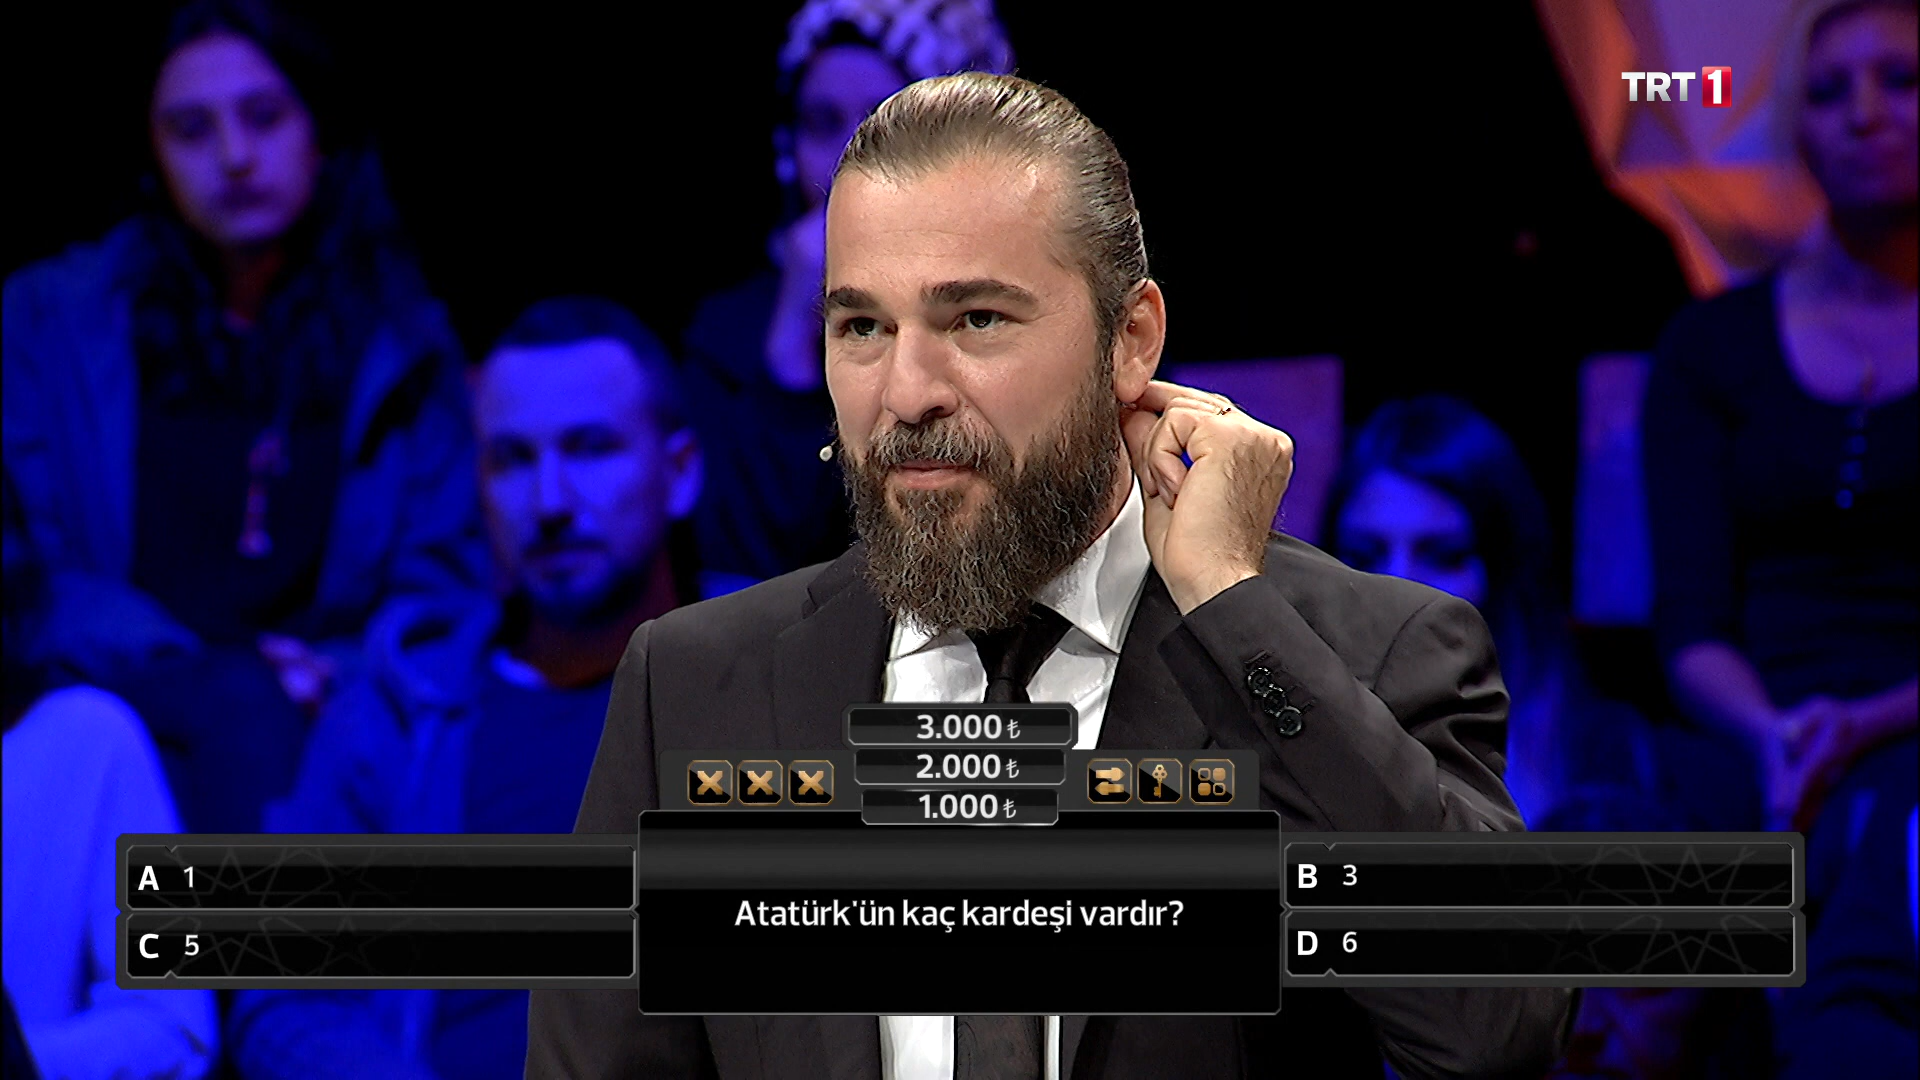 TRT 1
3.000 ₺
2.000 ₺
1.000 ₺
Atatürk'ün kaç kardeşi vardır?
A 1
B 3
C 5
D 6